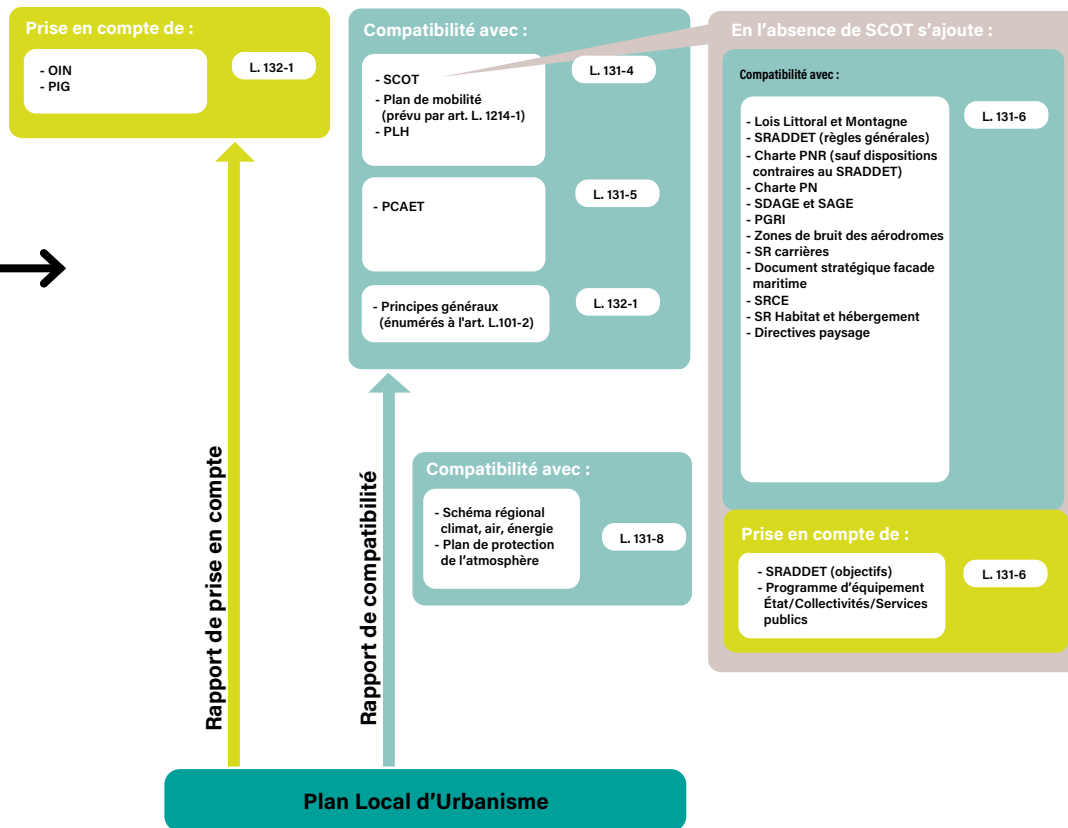 Prise en compte de :
- OIN
- PIG
L. 132-1
Compatibilité avec :
- SCOT
- Plan de mobilité
(prévu par art. L. 1214-1)
- PLH
L. 131-4
- PCAET
L. 131-5
- Principes généraux
(énumérés à l'art. L.101-2)
L. 132-1
En l'absence de SCOT s'ajoute :
Compatibilité avec :
- Lois Littoral et Montagne
- SRADDET (règles générales)
- Charte PNR (sauf dispositions
contraires au SRADDET)
- Charte PN
- SDAGE et SAGE
- PGRI
- Zones de bruit des aérodromes
- SR carrières
- Document stratégique facade
maritime
- SRCE
- SR Habitat et hébergement
- Directives paysage
L. 131-6
Prise en compte de :
- SRADDET (objectifs)
- Programme d'équipement
État/Collectivités/Services
publics
L. 131-6
Compatibilité avec :
- Schéma régional
climat, air, énergie
- Plan de protection
de l'atmosphère
L. 131-8
Rapport de prise en compte
Rapport de compatibilité
Plan Local d'Urbanisme